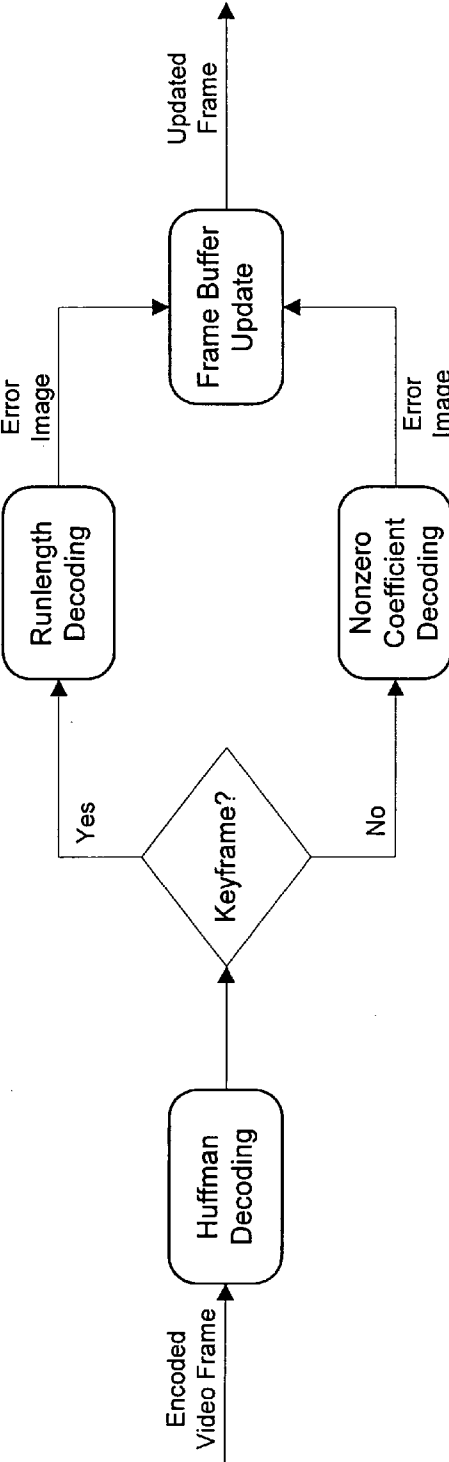 Encoded
Video Frame
Huffman
Decoding
Keyframe?
Yes
No
Runlength
Decoding
Nonzero
Coefficient
Decoding
Error
Image
Error
Image
Frame Buffer
Update
Updated
Frame